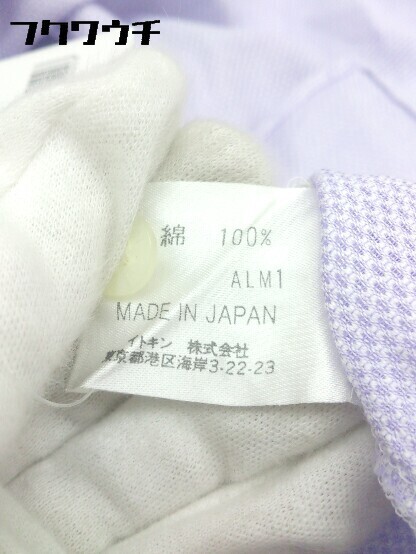 フクワウチ
綿 100%
ALM1
MADE IN JAPAN
イトキン 株式会社
東京都港区海岸3-22-23